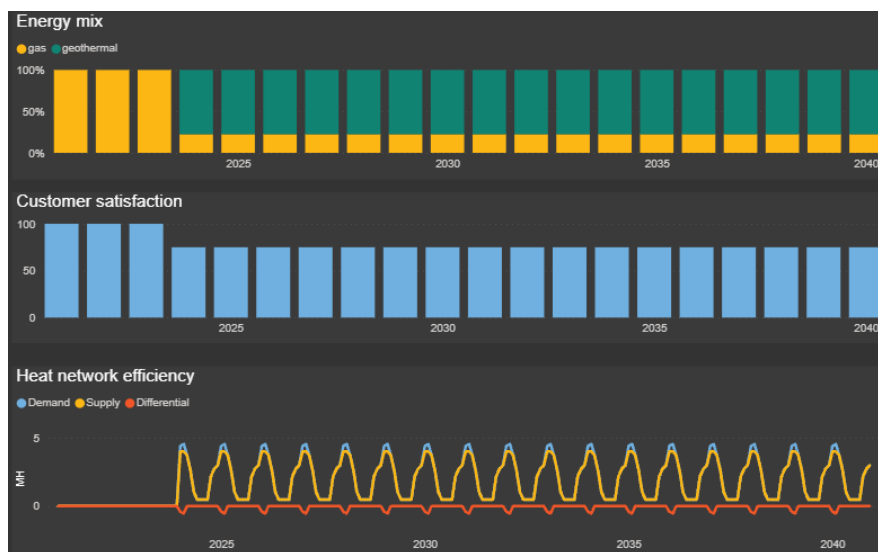 Energy mix
gas geothermal
100%
50%
0%
2025 2030 2035 2040
Customer satisfaction
100
50
0
2025 2030 2035 2040
Heat network efficiency
Demand Supply Differential
5
MH
0
2025 2030 2035 2040